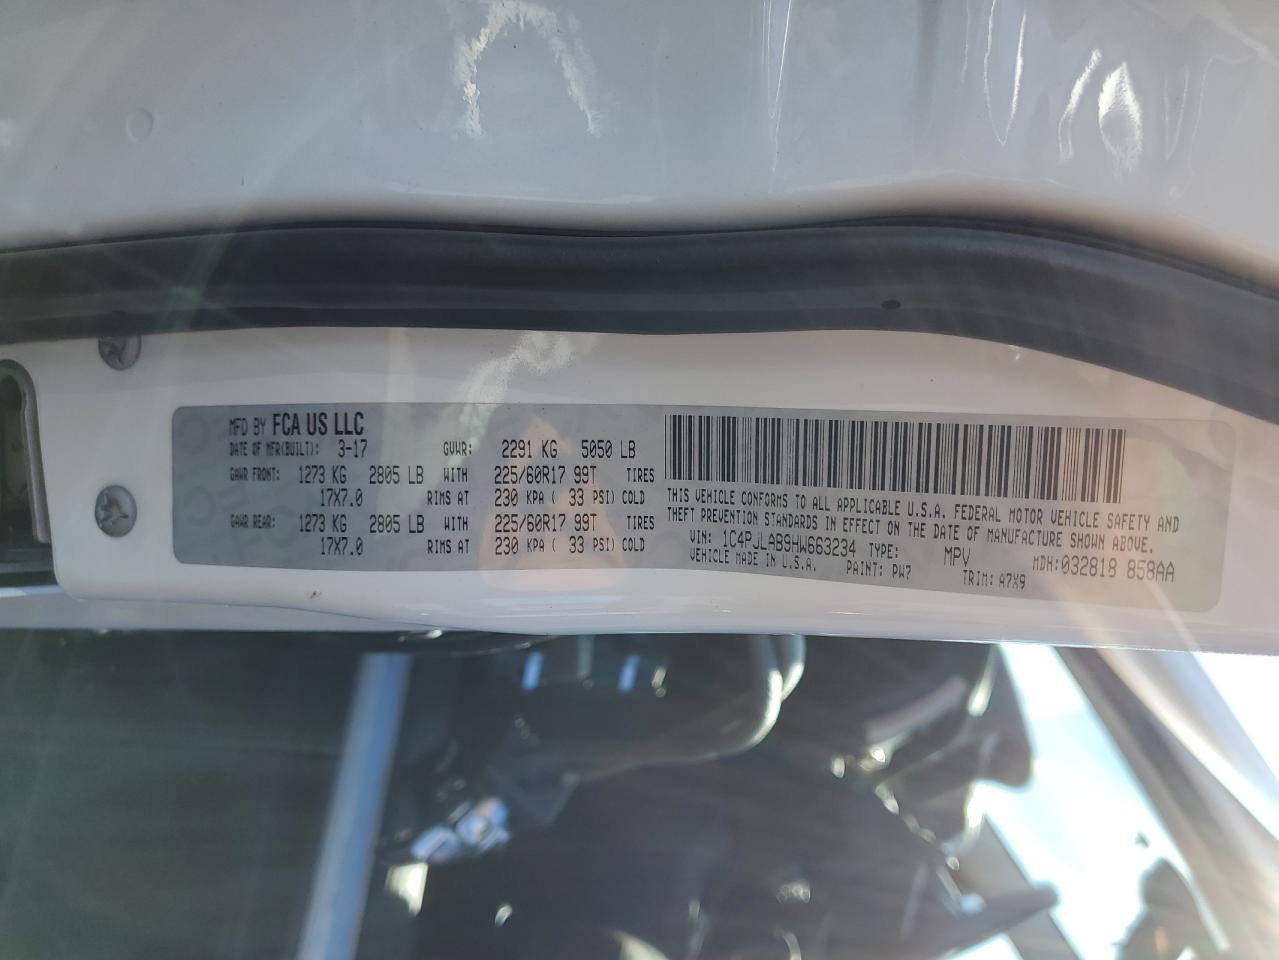 MFD BY FCA US LLC
DATE OF MFR(BUILT): 3-17 GVWR: 2291 KG 5050 LB
GAWR FRONT: 1273 KG 2805 LB WITH 225/60R17 99T TIRES
17X7.0 RIMS AT 230 KPA ( 33 PSI) COLD
GAWR REAR: 1273 KG 2805 LB WITH 225/60R17 99T TIRES
17X7.0 RIMS AT 230 KPA ( 33 PSI) COLD
THIS VEHICLE CONFORMS TO ALL APPLICABLE U.S.A. FEDERAL MOTOR VEHICLE SAFETY AND
THEFT PREVENTION STANDARDS IN EFFECT ON THE DATE OF MANUFACTURE SHOWN ABOVE.
VIN: 1C4PJLAB9HW663234 TYPE: MPV MDH:032818 858AA
VEHICLE MADE IN U.S.A. PAINT: PW7 TRIM: A7X9